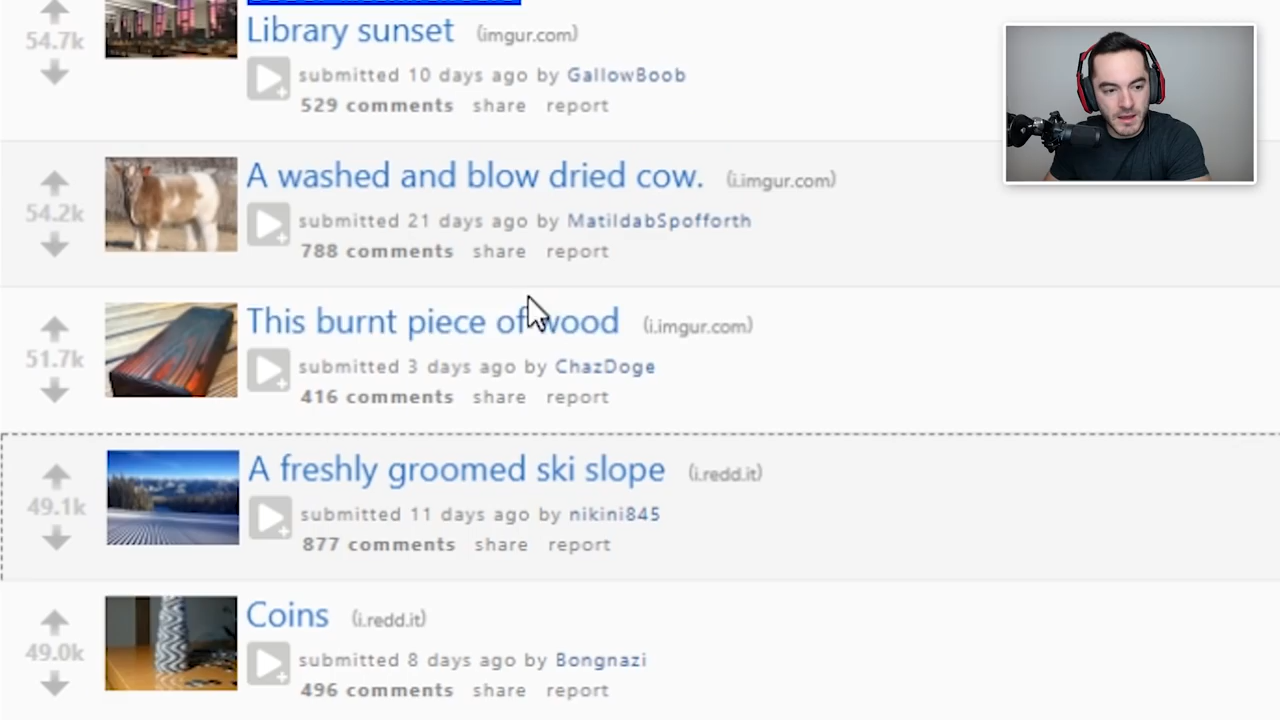 Library sunset (imgur.com)
54.7k
submitted 10 days ago by GallowBoob
529 comments share report
A washed and blow dried cow. (i.imgur.com)
54.2k
submitted 21 days ago by MatildabSpofforth
788 comments share report
This burnt piece of wood (i.imgur.com)
51.7k
submitted 3 days ago by ChazDoge
416 comments share report
A freshly groomed ski slope (i.redd.it)
49.1k
submitted 11 days ago by nikini845
877 comments share report
Coins (i.redd.it)
49.0k
submitted 8 days ago by Bongnazi
496 comments share report